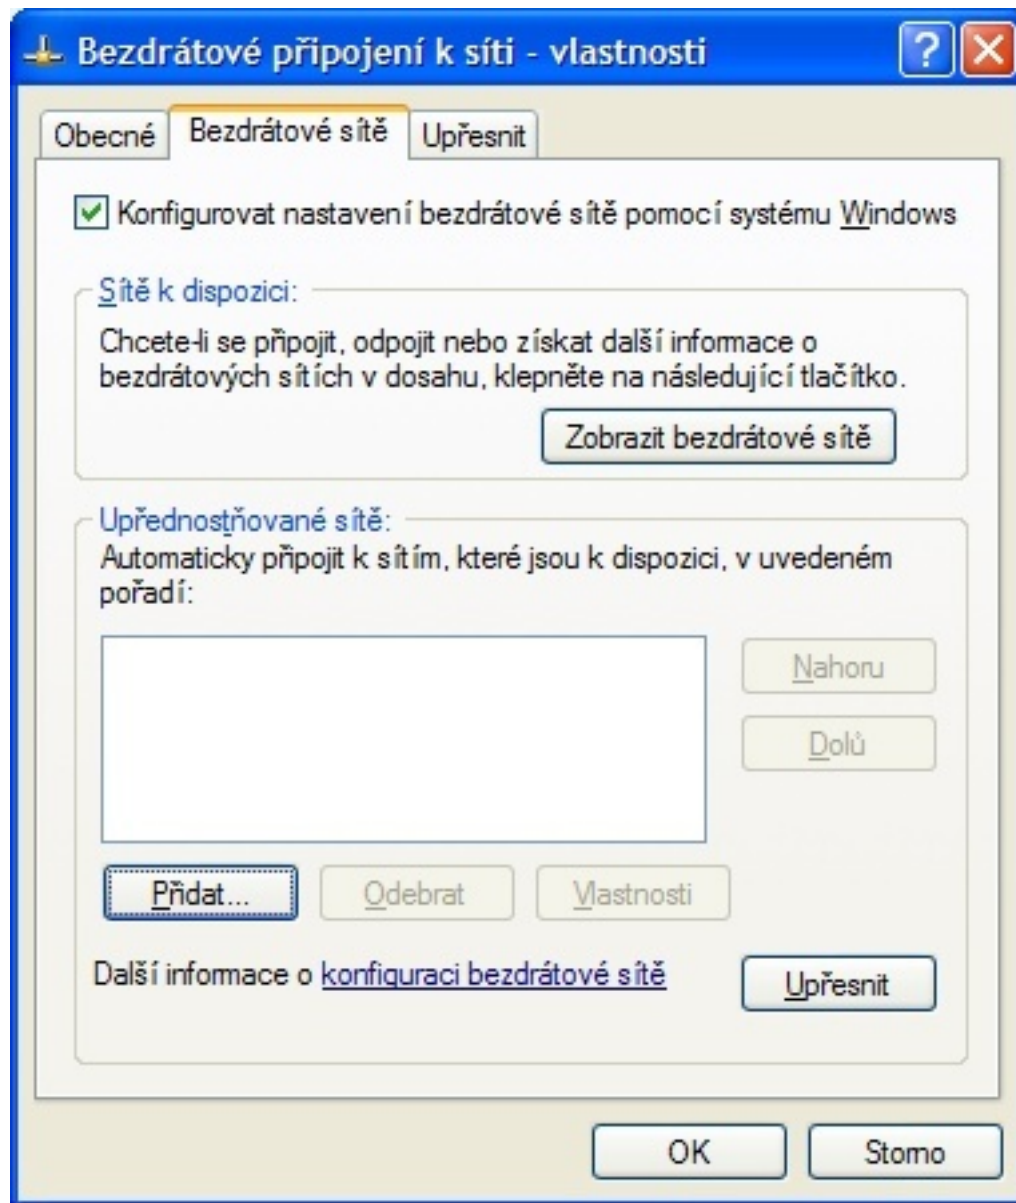 Bezdrátové připojení k síti - vlastnosti
Obecné
Bezdrátové sítě
Upřesnit
Konfigurovat nastavení bezdrátové sítě pomocí systému Windows
Sítě k dispozici:
Chcete-li se připojit, odpojit nebo získat další informace o
bezdrátových sítích v dosahu, klepněte na následující tlačítko.
Zobrazit bezdrátové sítě
Upřednostňované sítě:
Automaticky připojit k sítím, které jsou k dispozici, v uvedeném
pořadí:
Nahoru
Dolů
Přidat...
Odebrat
Vlastnosti
Další informace o konfiguraci bezdrátové sítě
Upřesnit
OK
Storno